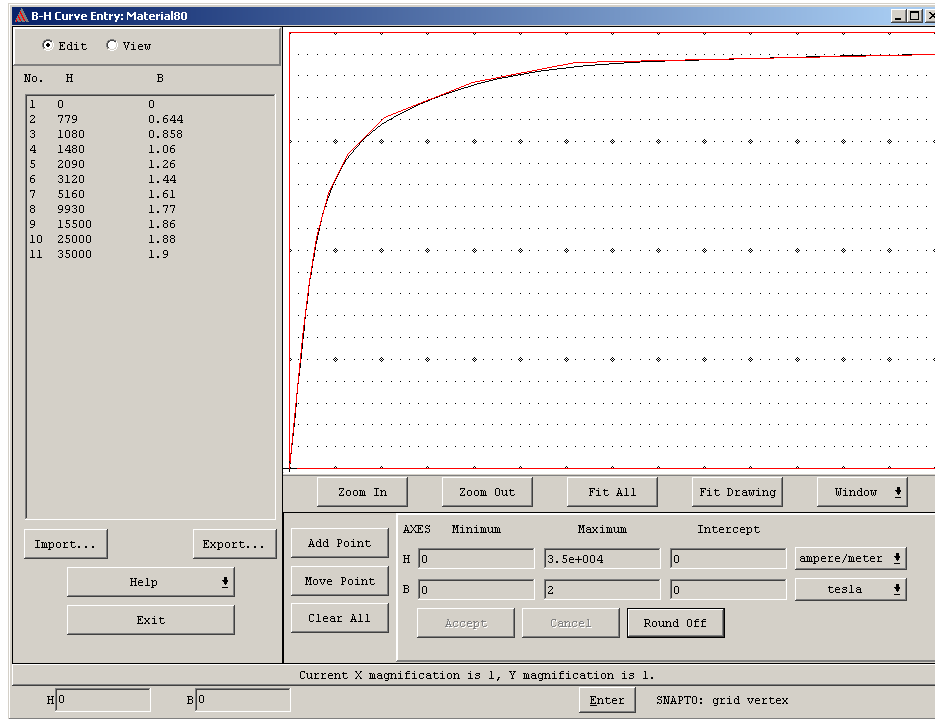 B-H Curve Entry: Material80
Edit View
No. H B
1 0 0
2 779 0.644
3 1080 0.858
4 1480 1.06
5 2090 1.26
6 3120 1.44
7 5160 1.61
8 9930 1.77
9 15500 1.86
10 25000 1.88
11 35000 1.9
Import... Export...
Help
Exit
Zoom In Zoom Out Fit All Fit Drawing Window
Add Point
Move Point
Clear All
AXES Minimum Maximum Intercept
H 0 3.5e+004 0 ampere/meter
B 0 2 0 tesla
Accept Cancel Round Off
Current X magnification is 1, Y magnification is 1.
H 0 B 0 Enter SNAPTO: grid vertex